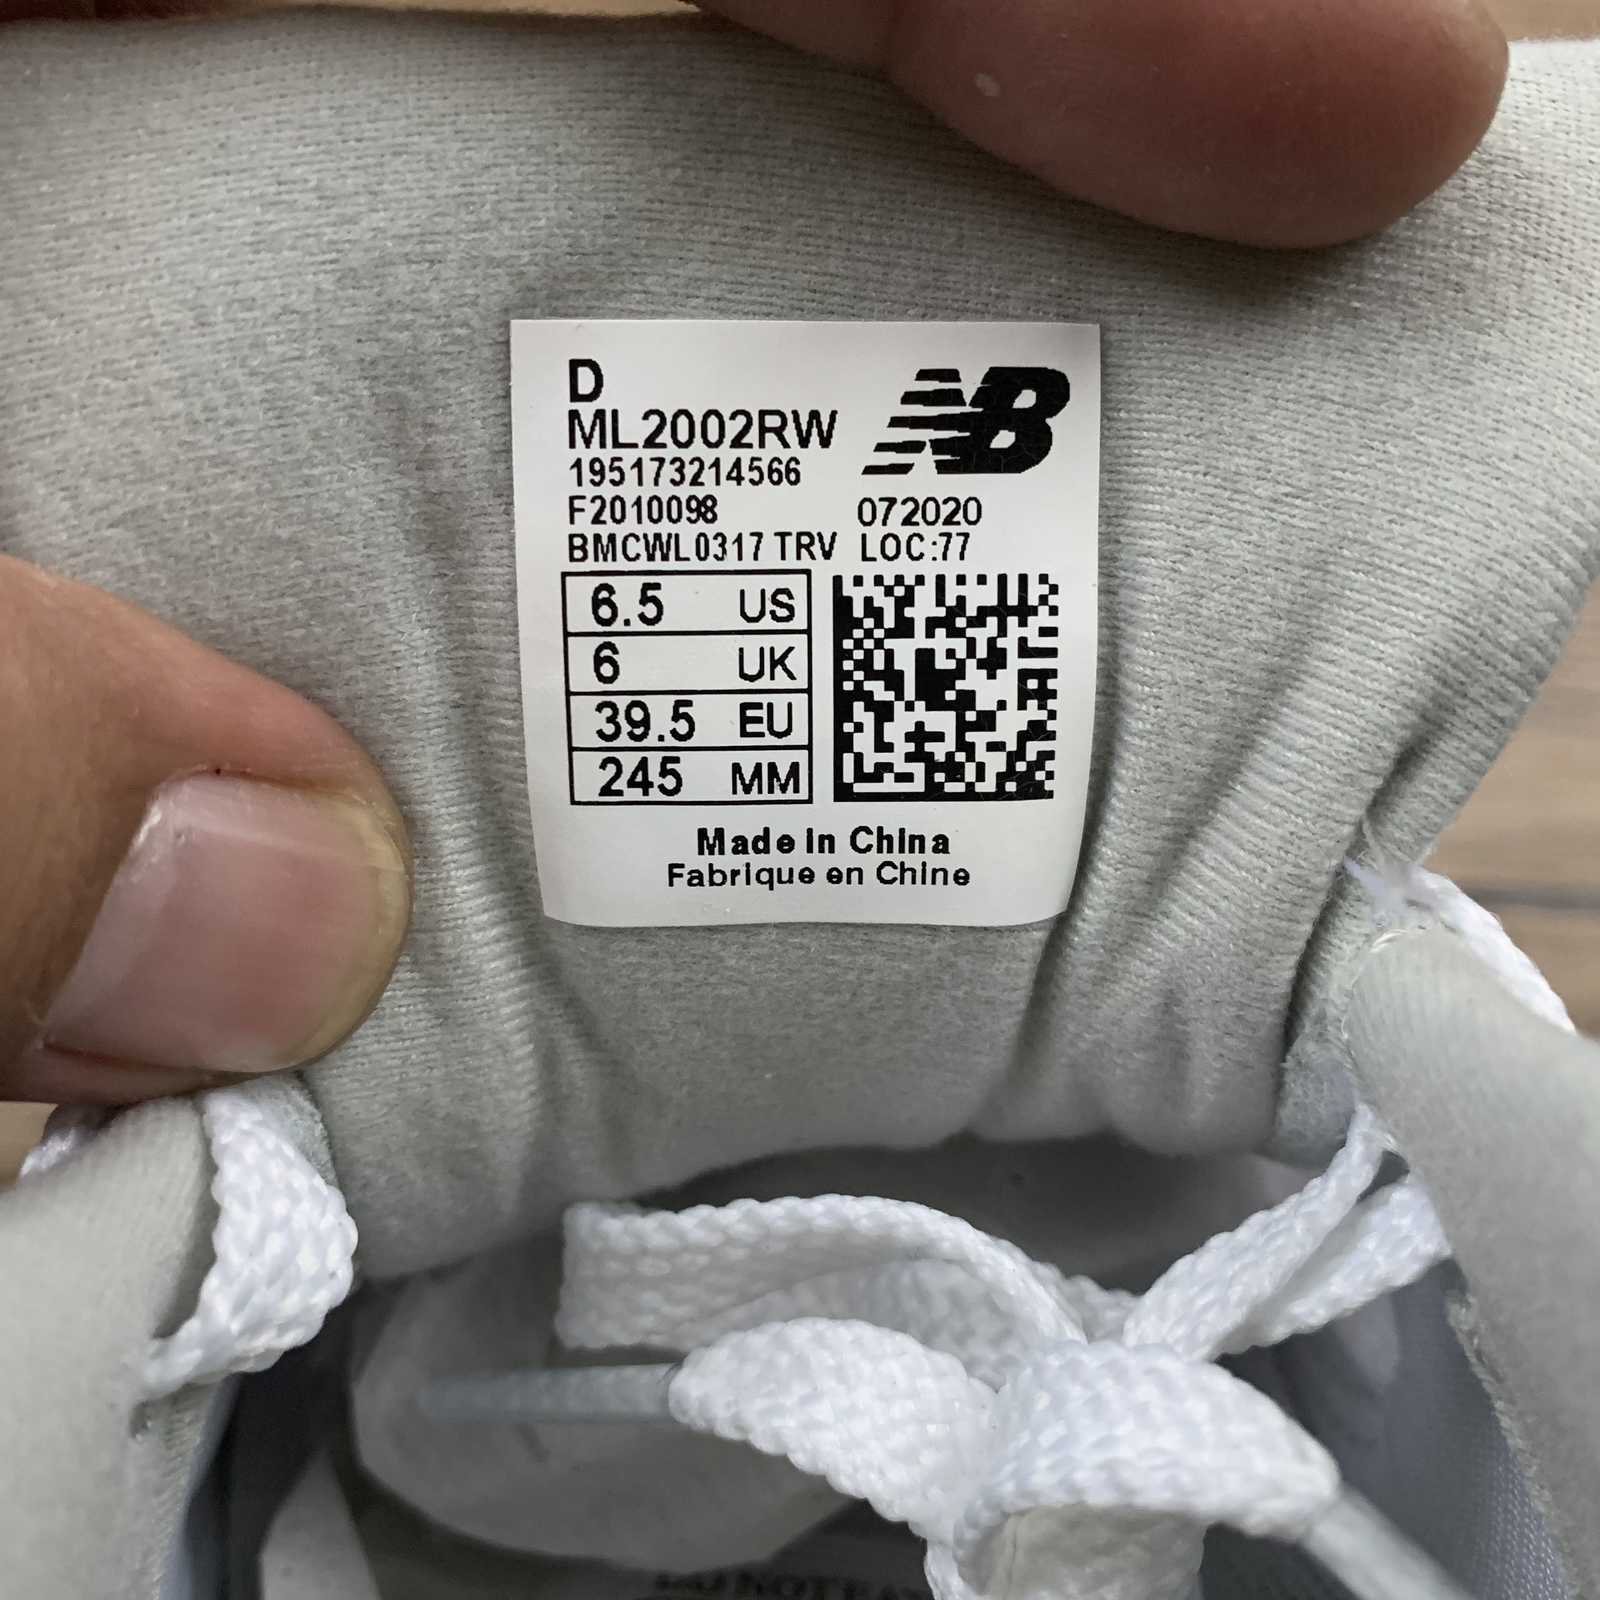 D
ML2002RW
NB
195173214566
F2010098 072020
BMCWL0317 TRV LOC:77
6.5 US
6 UK
39.5 EU
245 MM
Made in China
Fabrique en Chine